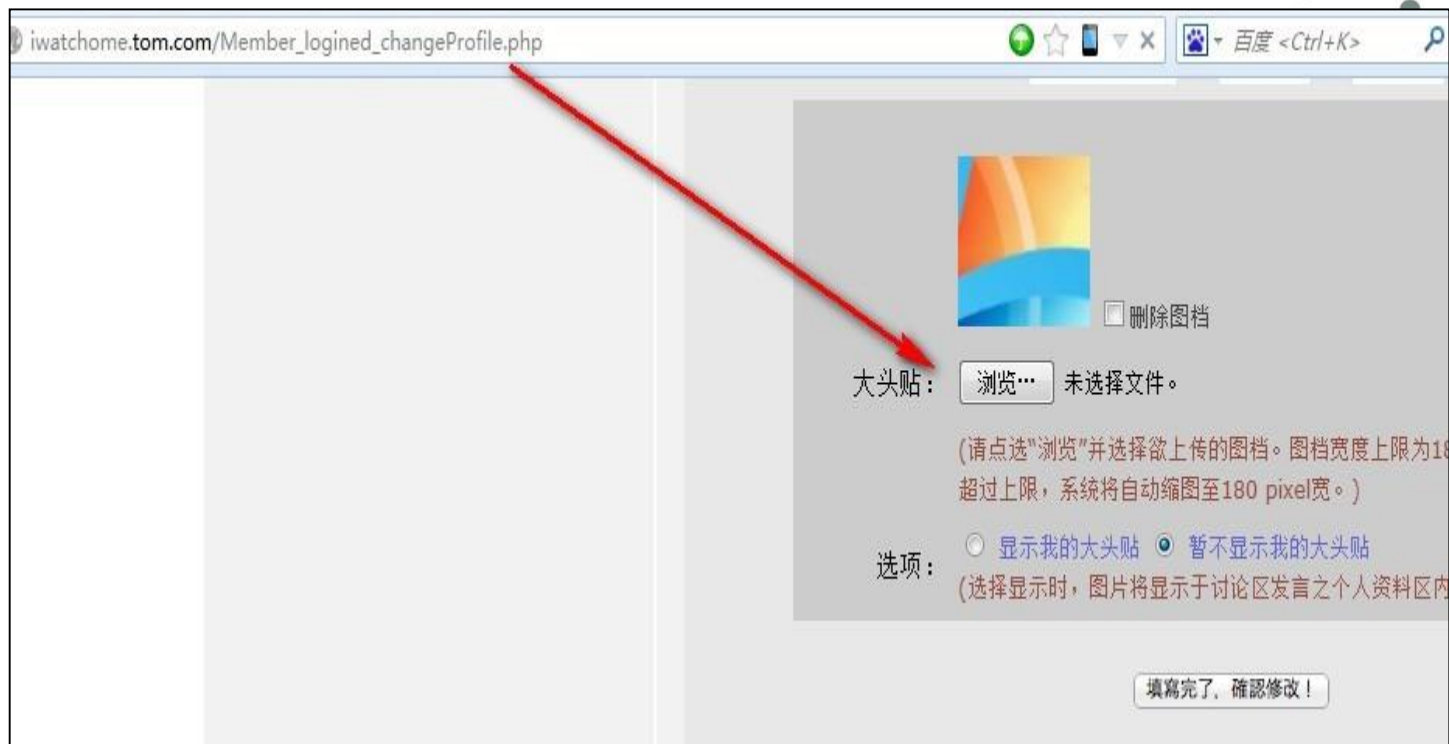 iwatchome.tom.com/Member_logined_changeProfile.php
百度 <Ctrl+K>
删除图档
大头贴：
浏览…
未选择文件。
(请点选"浏览"并选择欲上传的图档。图档宽度上限为18
超过上限，系统将自动缩图至180 pixel宽。)
选项：
显示我的大头贴
暂不显示我的大头贴
(选择显示时，图片将显示于讨论区发言之个人资料区内
填寫完了，確認修改！